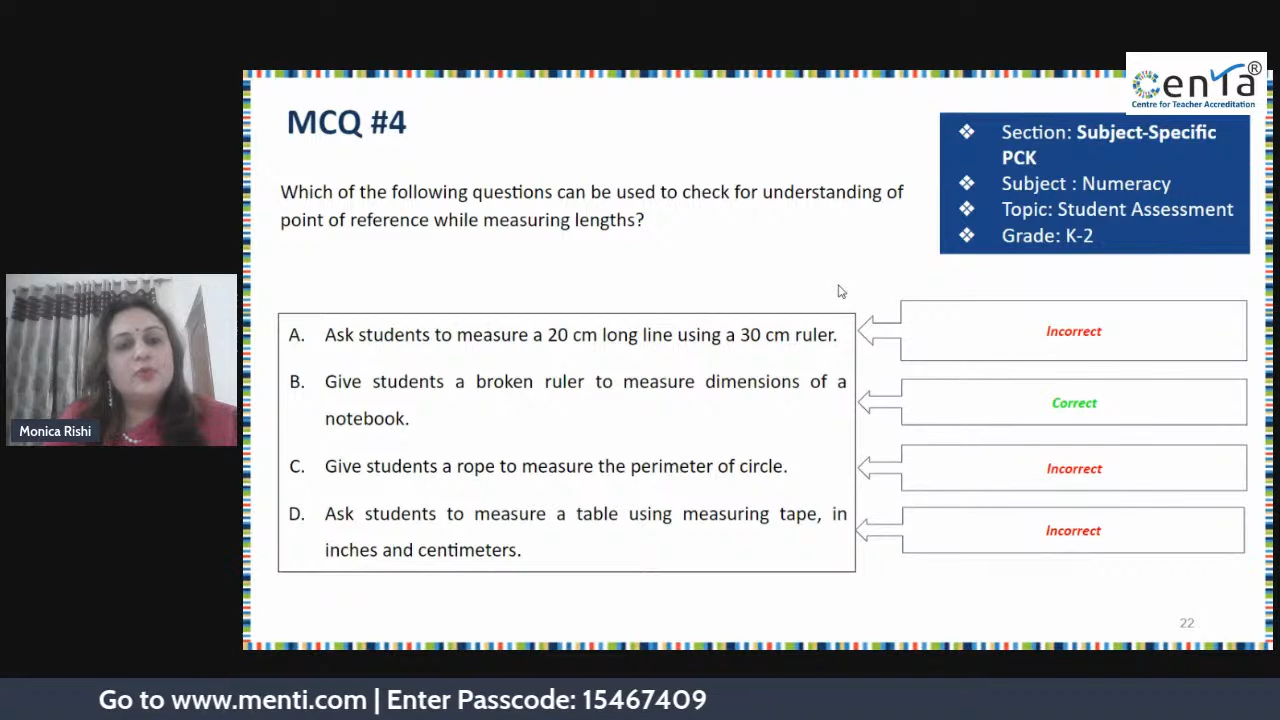 CENTA®
Centre for Teacher Accreditation
MCQ #4
❖ Section: Subject-Specific
PCK
❖ Subject : Numeracy
❖ Topic: Student Assessment
❖ Grade: K-2
Which of the following questions can be used to check for understanding of
point of reference while measuring lengths?
A. Ask students to measure a 20 cm long line using a 30 cm ruler.
Incorrect
B. Give students a broken ruler to measure dimensions of a
notebook.
Correct
C. Give students a rope to measure the perimeter of circle.
Incorrect
D. Ask students to measure a table using measuring tape, in
inches and centimeters.
Incorrect
Monica Rishi
22
Go to www.menti.com | Enter Passcode: 15467409